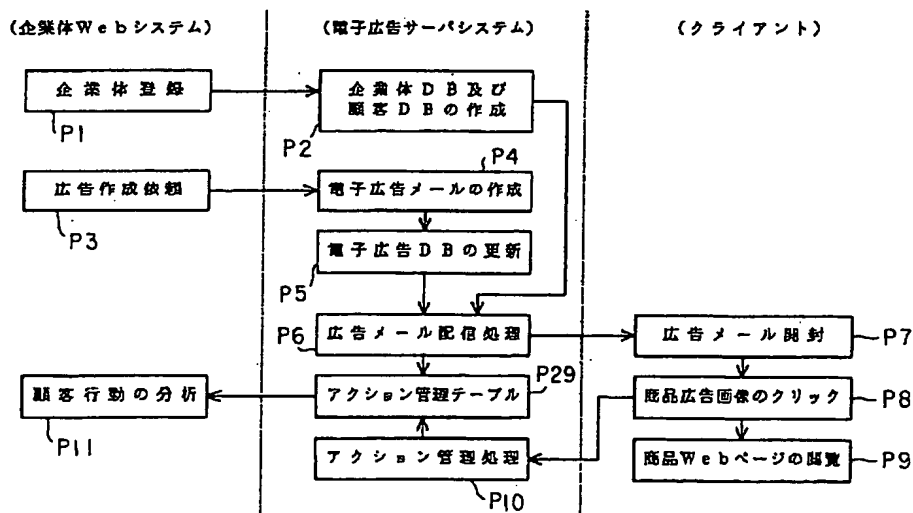 (企業体Webシステム)
(電子広告サーバシステム)
(クライアント)
企業体登録
P1
企業体DB及び
顧客DBの作成
P2
広告作成依頼
P3
P4
電子広告メールの作成
電子広告DBの更新
P5
P6
広告メール配信処理
広告メール開封
P7
P29
顧客行動の分析
P11
アクション管理テーブル
商品広告画像のクリック
P8
アクション管理処理
P10
商品Webページの閲覧
P9